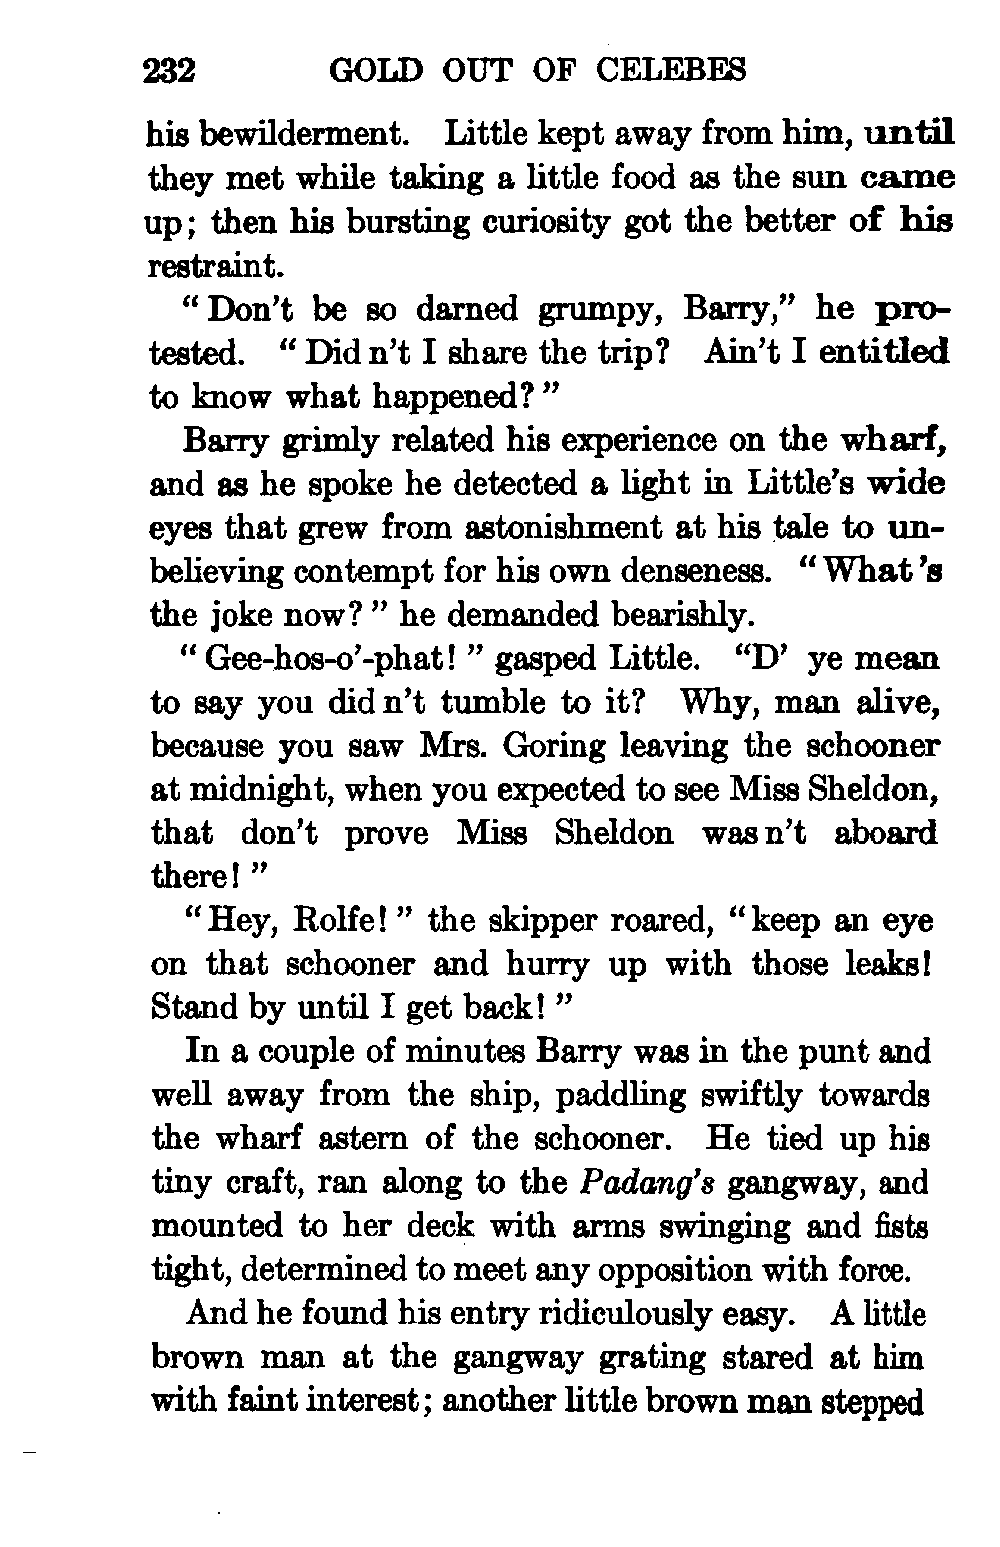 232 GOLD OUT OF CELEBES
his bewilderment. Little kept away from him, until
they met while taking a little food as the sun came
up; then his bursting curiosity got the better of his
restraint.
“ Don't be so darned grumpy, Barry,” he pro-
tested. “ Did n't I share the trip? Ain't I entitled
to know what happened? ”
Barry grimly related his experience on the wharf,
and as he spoke he detected a light in Little's wide
eyes that grew from astonishment at his tale to un-
believing contempt for his own denseness. “ What 's
the joke now? ” he demanded bearishly.
“ Gee-hos-o'-phat! ” gasped Little. “D' ye mean
to say you did n't tumble to it? Why, man alive,
because you saw Mrs. Goring leaving the schooner
at midnight, when you expected to see Miss Sheldon,
that don't prove Miss Sheldon was n't aboard
there! ”
“ Hey, Rolfe! ” the skipper roared, “ keep an eye
on that schooner and hurry up with those leaks!
Stand by until I get back! ”
In a couple of minutes Barry was in the punt and
well away from the ship, paddling swiftly towards
the wharf astern of the schooner. He tied up his
tiny craft, ran along to the Padang's gangway, and
mounted to her deck with arms swinging and fists
tight, determined to meet any opposition with force.
And he found his entry ridiculously easy. A little
brown man at the gangway grating stared at him
with faint interest; another little brown man stepped